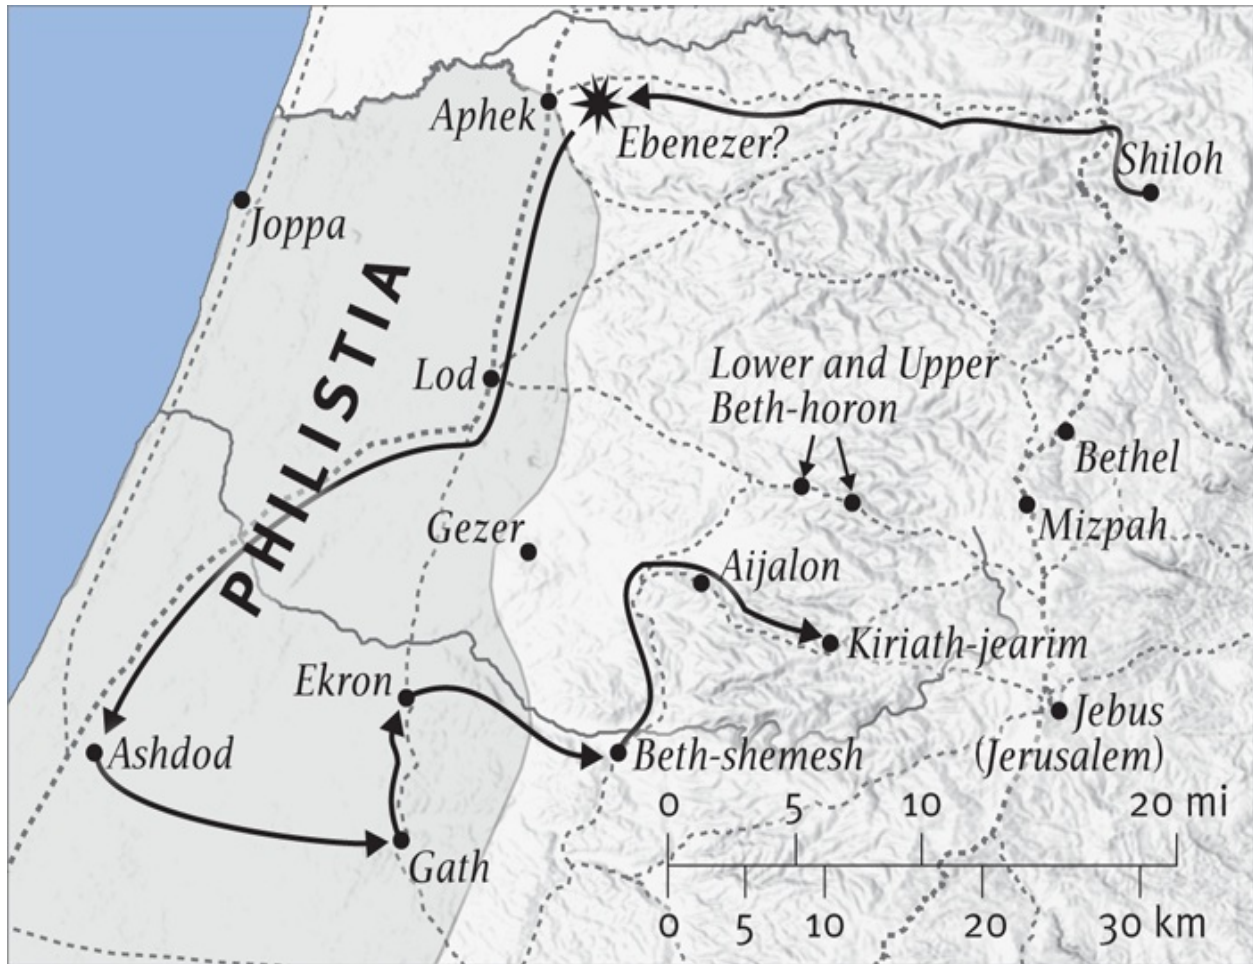 Aphek
Ebenezer?
Shiloh
Joppa
PHILISTIA
Lod
Lower and Upper
Beth-horon
Bethel
Mizpah
Gezer
Aijalon
Kiriath-jearim
Ekron
Jebus
(Jerusalem)
Ashdod
Beth-shemesh
Gath
0 5 10 20 mi
0 5 10 20 30 km